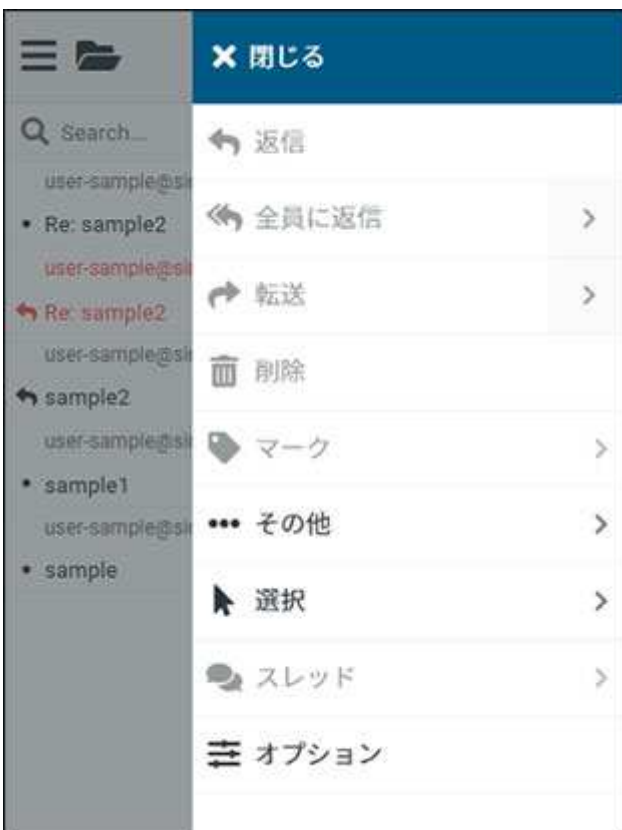 閉じる
Search...
返信
user-sample@si
Re: sample2
全員に返信
user-sample@si
Re: sample2
転送
user-sample@si
sample2
削除
user-sample@si
sample1
マーク
user-sample@si
sample
その他
選択
スレッド
オプション